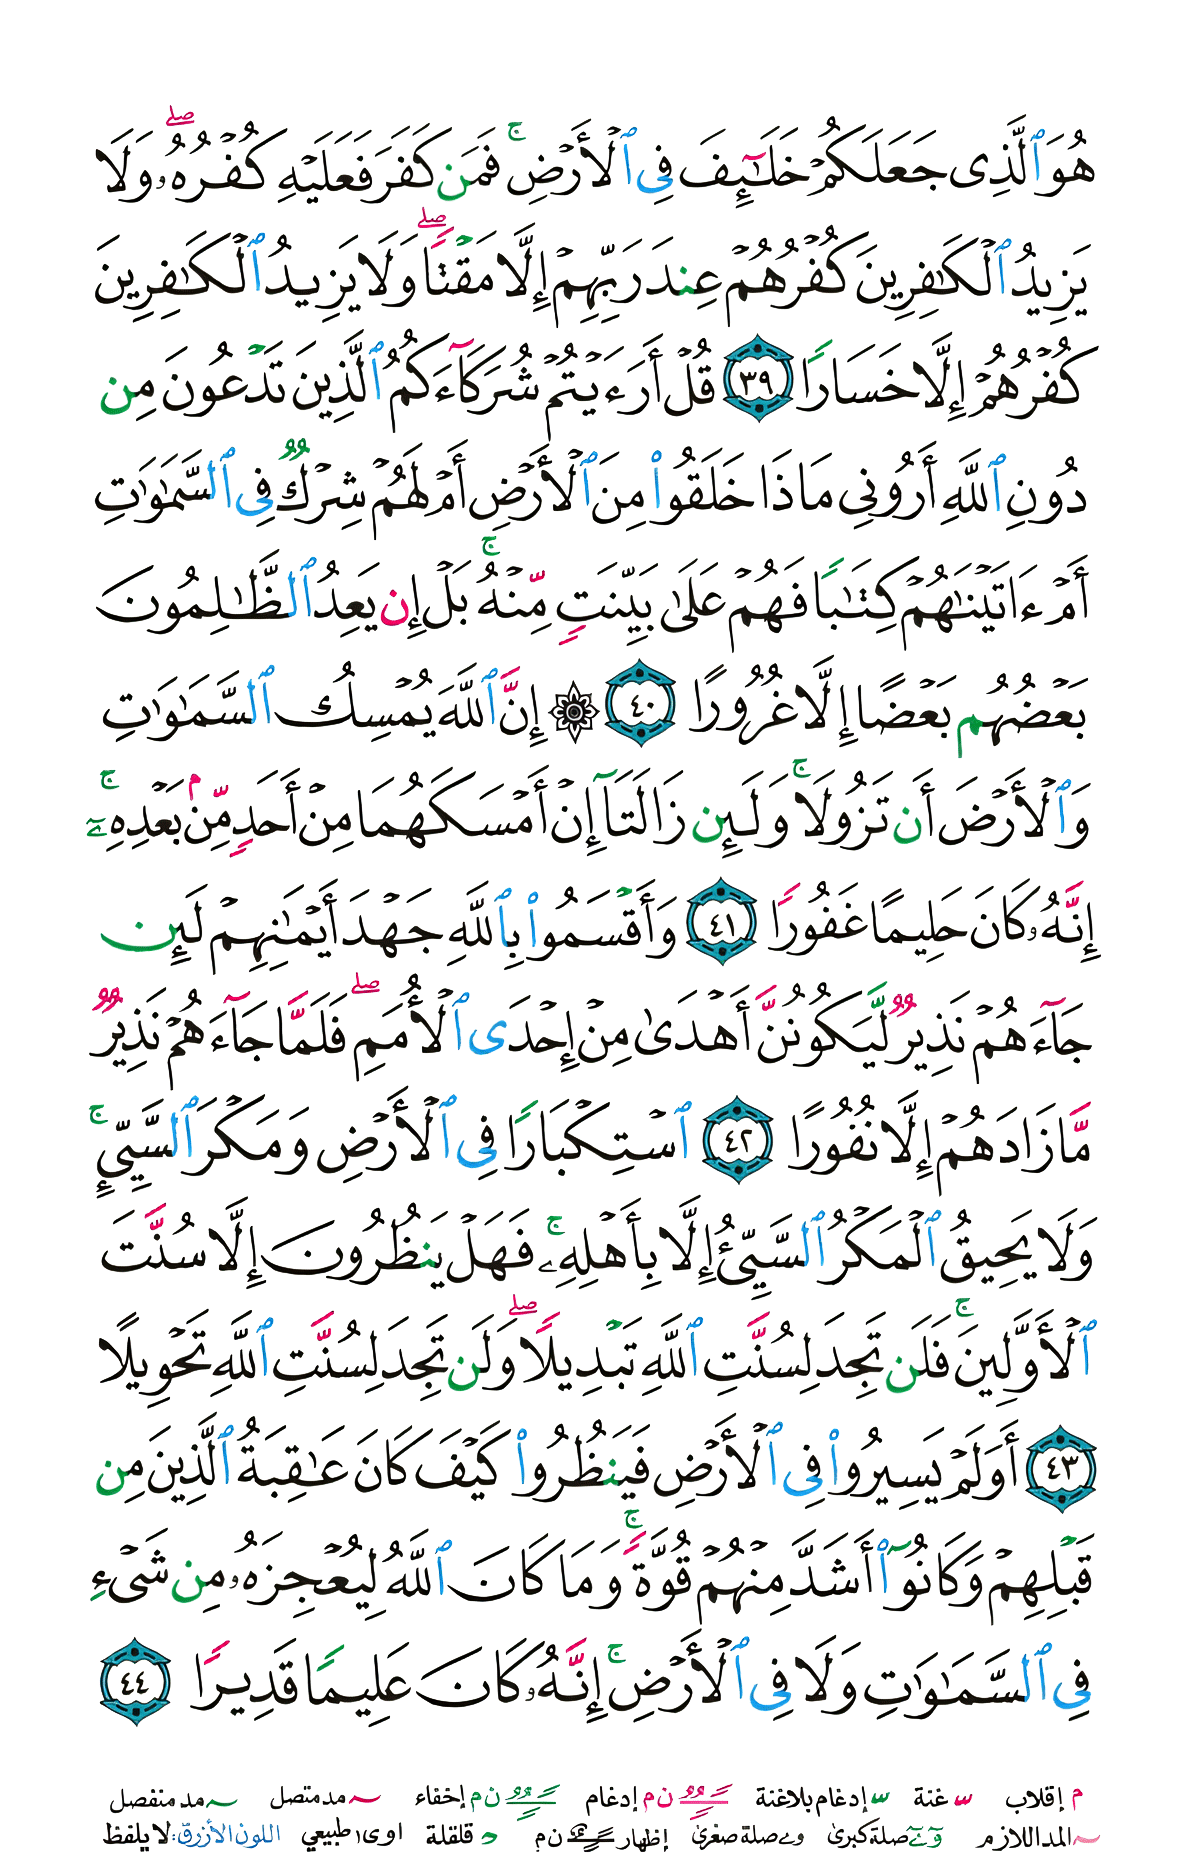 هُوَ ٱلَّذِى جَعَلَكُمْ خَلَـٰٓئِفَ فِى ٱلْأَرْضِ ۚ فَمَن كَفَرَ فَعَلَيْهِ كُفْرُهُۥ ۖ وَلَا
يَزِيدُ ٱلْكَـٰفِرِينَ كُفْرُهُمْ عِندَ رَبِّهِمْ إِلَّا مَقْتًا ۖ وَلَا يَزِيدُ ٱلْكَـٰفِرِينَ
كُفْرُهُمْ إِلَّا خَسَارًا ٣٩ قُلْ أَرَءَيْتُمْ شُرَكَآءَكُمُ ٱلَّذِينَ تَدْعُونَ مِن
دُونِ ٱللَّهِ أَرُونِى مَاذَا خَلَقُوا۟ مِنَ ٱلْأَرْضِ أَمْ لَهُمْ شِرْكٌ فِى ٱلسَّمَـٰوَٰتِ
أَمْ ءَاتَيْنَـٰهُمْ كِتَـٰبًا فَهُمْ عَلَىٰ بَيِّنَتٍ مِّنْهُ ۚ بَلْ إِن يَعِدُ ٱلظَّـٰلِمُونَ
بَعْضُهُم بَعْضًا إِلَّا غُرُورًا ٤٠ ۞ إِنَّ ٱللَّهَ يُمْسِكُ ٱلسَّمَـٰوَٰتِ
وَٱلْأَرْضَ أَن تَزُولَا ۚ وَلَئِن زَالَتَآ إِنْ أَمْسَكَهُمَا مِنْ أَحَدٍ مِّنۢ بَعْدِهِۦٓ ۚ
إِنَّهُۥ كَانَ حَلِيمًا غَفُورًا ٤١ وَأَقْسَمُوا۟ بِٱللَّهِ جَهْدَ أَيْمَـٰنِهِمْ لَئِن
جَآءَهُمْ نَذِيرٌ لَّيَكُونُنَّ أَهْدَىٰ مِنْ إِحْدَى ٱلْأُمَمِ ۖ فَلَمَّا جَآءَهُمْ نَذِيرٌ
مَّا زَادَهُمْ إِلَّا نُفُورًا ٤٢ ٱسْتِكْبَارًا فِى ٱلْأَرْضِ وَمَكْرَ ٱلسَّيِّئِ ۚ
وَلَا يَحِيقُ ٱلْمَكْرُ ٱلسَّيِّئُ إِلَّا بِأَهْلِهِۦ ۚ فَهَلْ يَنظُرُونَ إِلَّا سُنَّتَ
ٱلْأَوَّلِينَ ۚ فَلَن تَجِدَ لِسُنَّتِ ٱللَّهِ تَبْدِيلًا ۖ وَلَن تَجِدَ لِسُنَّتِ ٱللَّهِ تَحْوِيلًا
٤٣ أَوَلَمْ يَسِيرُوا۟ فِى ٱلْأَرْضِ فَيَنظُرُوا۟ كَيْفَ كَانَ عَـٰقِبَةُ ٱلَّذِينَ مِن
قَبْلِهِمْ وَكَانُوٓا۟ أَشَدَّ مِنْهُمْ قُوَّةً ۚ وَمَا كَانَ ٱللَّهُ لِيُعْجِزَهُۥ مِن شَىْءٍ
فِى ٱلسَّمَـٰوَٰتِ وَلَا فِى ٱلْأَرْضِ ۚ إِنَّهُۥ كَانَ عَلِيمًا قَدِيرًا ٤٤
م إقلاب غنة إدغام بلاغنة ن م إدغام ن م إخفاء مد متصل مد منفصل
المد اللازم صلة كبرى صلة صغرى إظهار ن م قلقلة اوى طبيعي اللون الأزرق: لا يلفظ